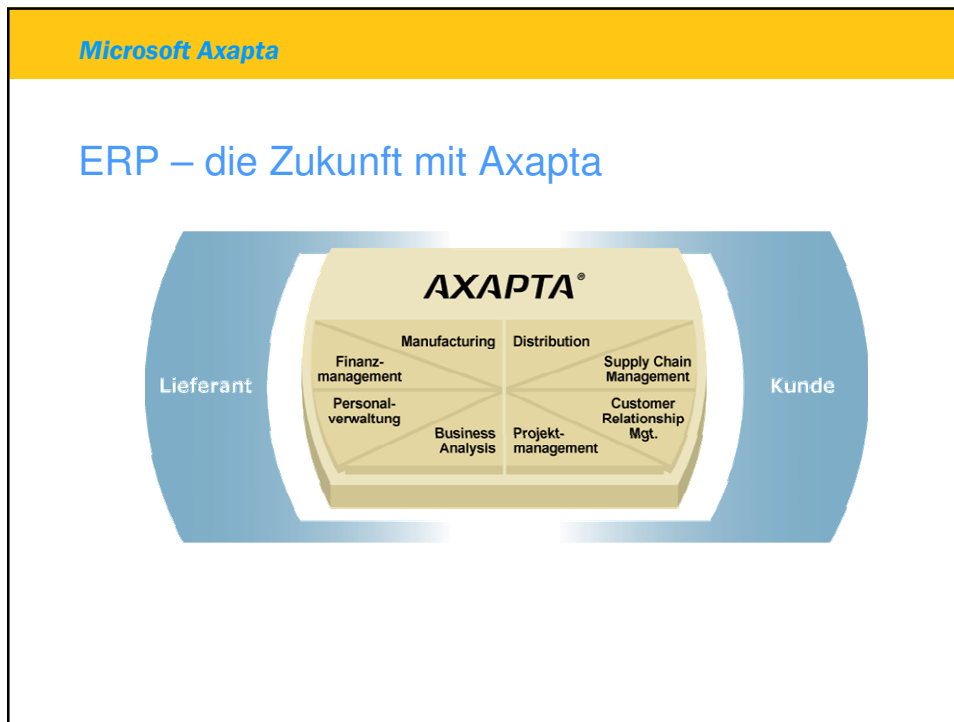 Microsoft Axapta
ERP – die Zukunft mit Axapta
AXAPTA®
Manufacturing
Distribution
Finanz-
management
Supply Chain
Management
Lieferant
Kunde
Personal-
verwaltung
Customer
Relationship
Mgt.
Business
Analysis
Projekt-
management